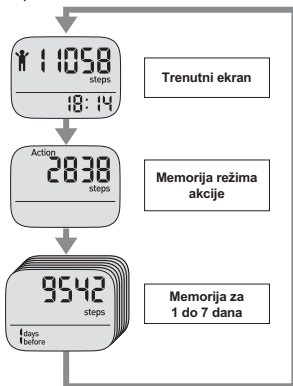 11058
steps
18:14
Trenutni ekran
Action
2838
steps
Memorija režima
akcije
9542
steps
1 days
before
Memorija za
1 do 7 dana